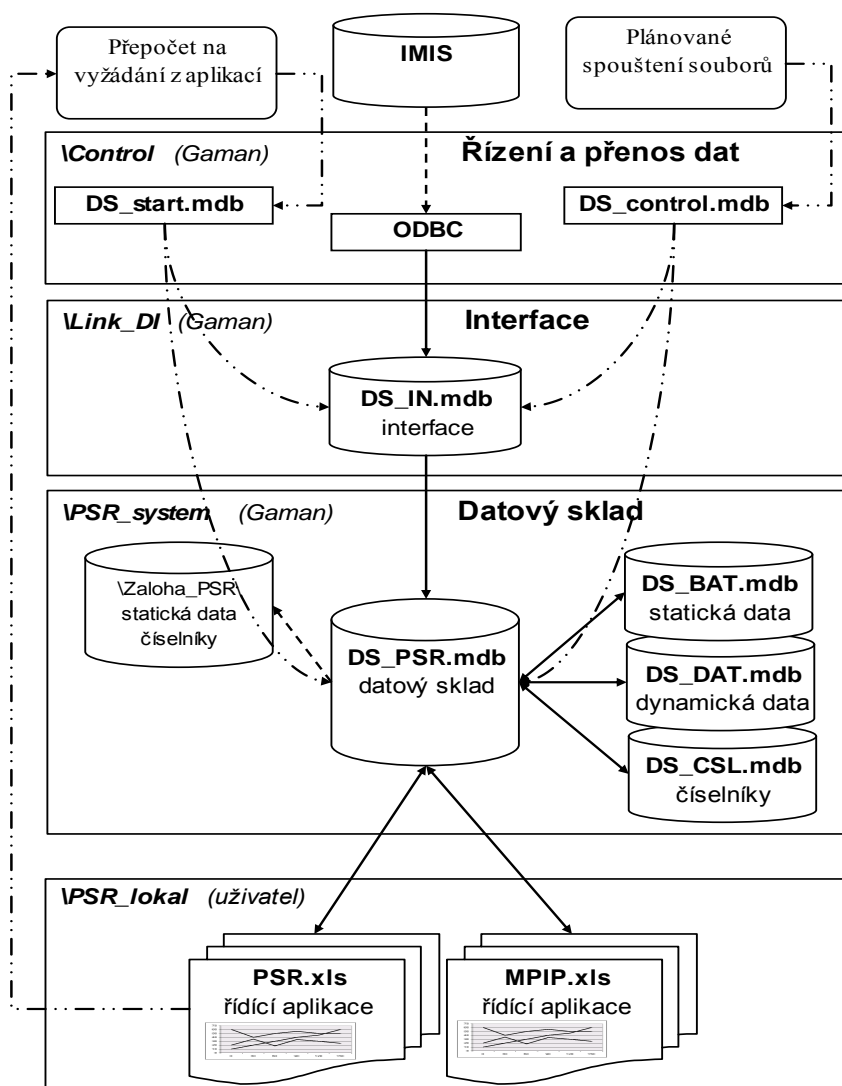 Přepočet na
vyžádání z aplikací
IMIS
Plánované
spouštění souborů
\Control (Gaman)
Řízení a přenos dat
DS_start.mdb
ODBC
DS_control.mdb
\Link_DI (Gaman)
Interface
DS_IN.mdb
interface
\PSR_system (Gaman)
Datový sklad
\Zaloha_PSR\
statická data
číselníky
DS_PSR.mdb
datový sklad
DS_BAT.mdb
statická data
DS_DAT.mdb
dynamická data
DS_CSL.mdb
číselníky
\PSR_lokal (uživatel)
PSR.xls
řídící aplikace
MPIP.xls
řídící aplikace